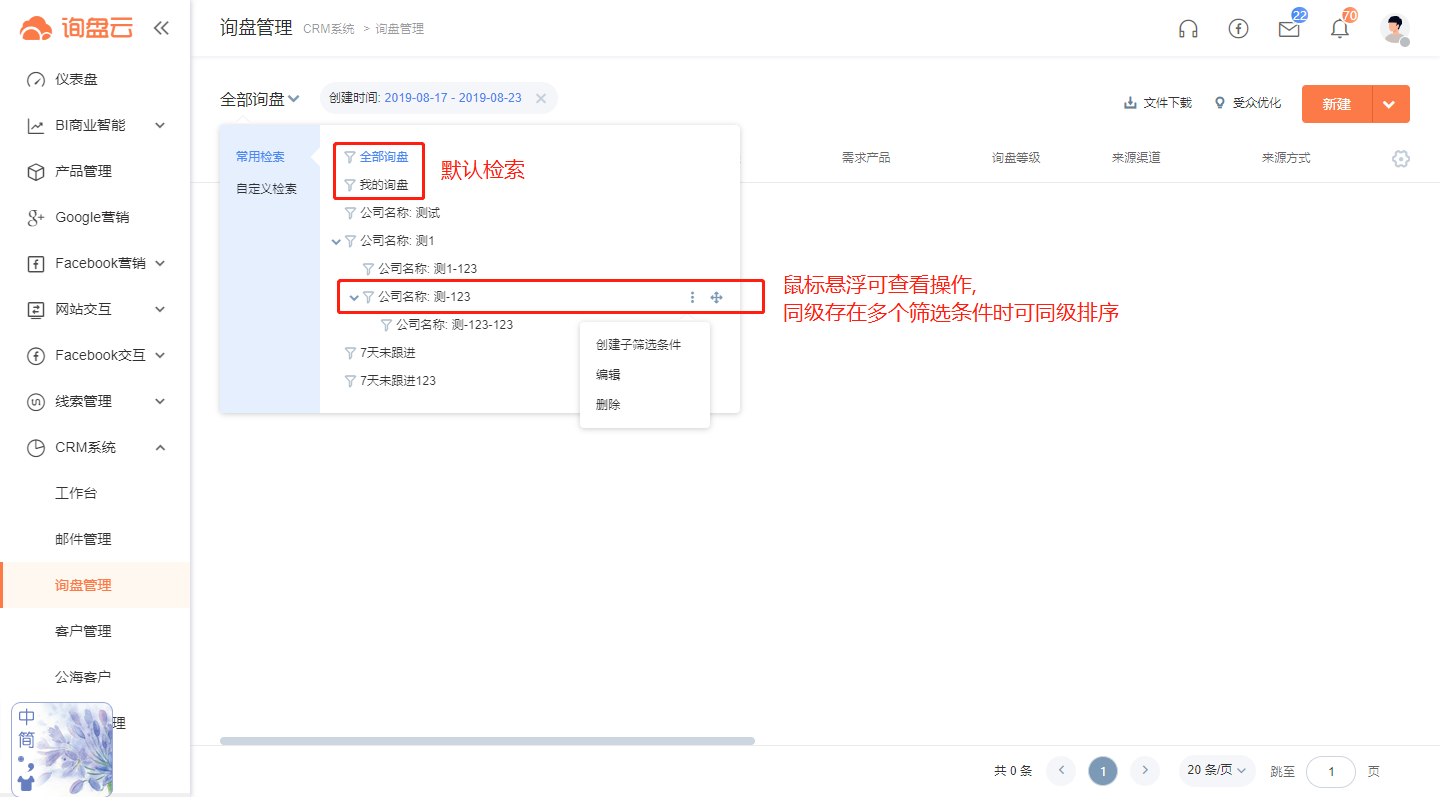 询盘云
询盘管理 CRM系统 > 询盘管理
22
70
仪表盘
BI商业智能
产品管理
Google营销
Facebook营销
网站交互
Facebook交互
线索管理
CRM系统
工作台
邮件管理
询盘管理
客户管理
公海客户
理
中
简
全部询盘
创建时间: 2019-08-17 - 2019-08-23
文件下载
受众优化
新建
常用检索
自定义检索
全部询盘
我的询盘
默认检索
公司名称: 测试
公司名称: 测1
公司名称: 测1-123
公司名称: 测-123
公司名称: 测-123-123
7天未跟进
7天未跟进123
创建子筛选条件
编辑
删除
鼠标悬浮可查看操作,
同级存在多个筛选条件时可同级排序
需求产品
询盘等级
来源渠道
来源方式
共 0 条
1
20 条/页
跳至
1
页